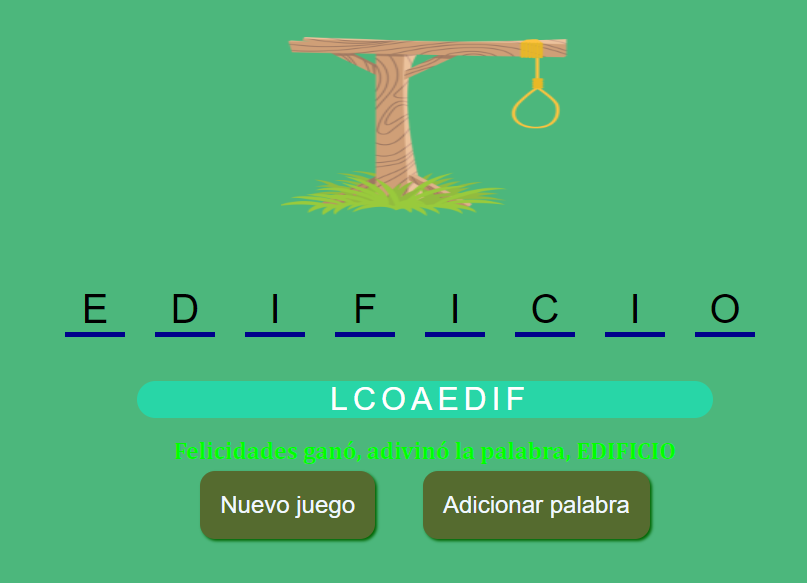 E D I F I C I O
LCOAEDIF
Felicidades ganó, adivinó la palabra, EDIFICIO
Nuevo juego Adicionar palabra